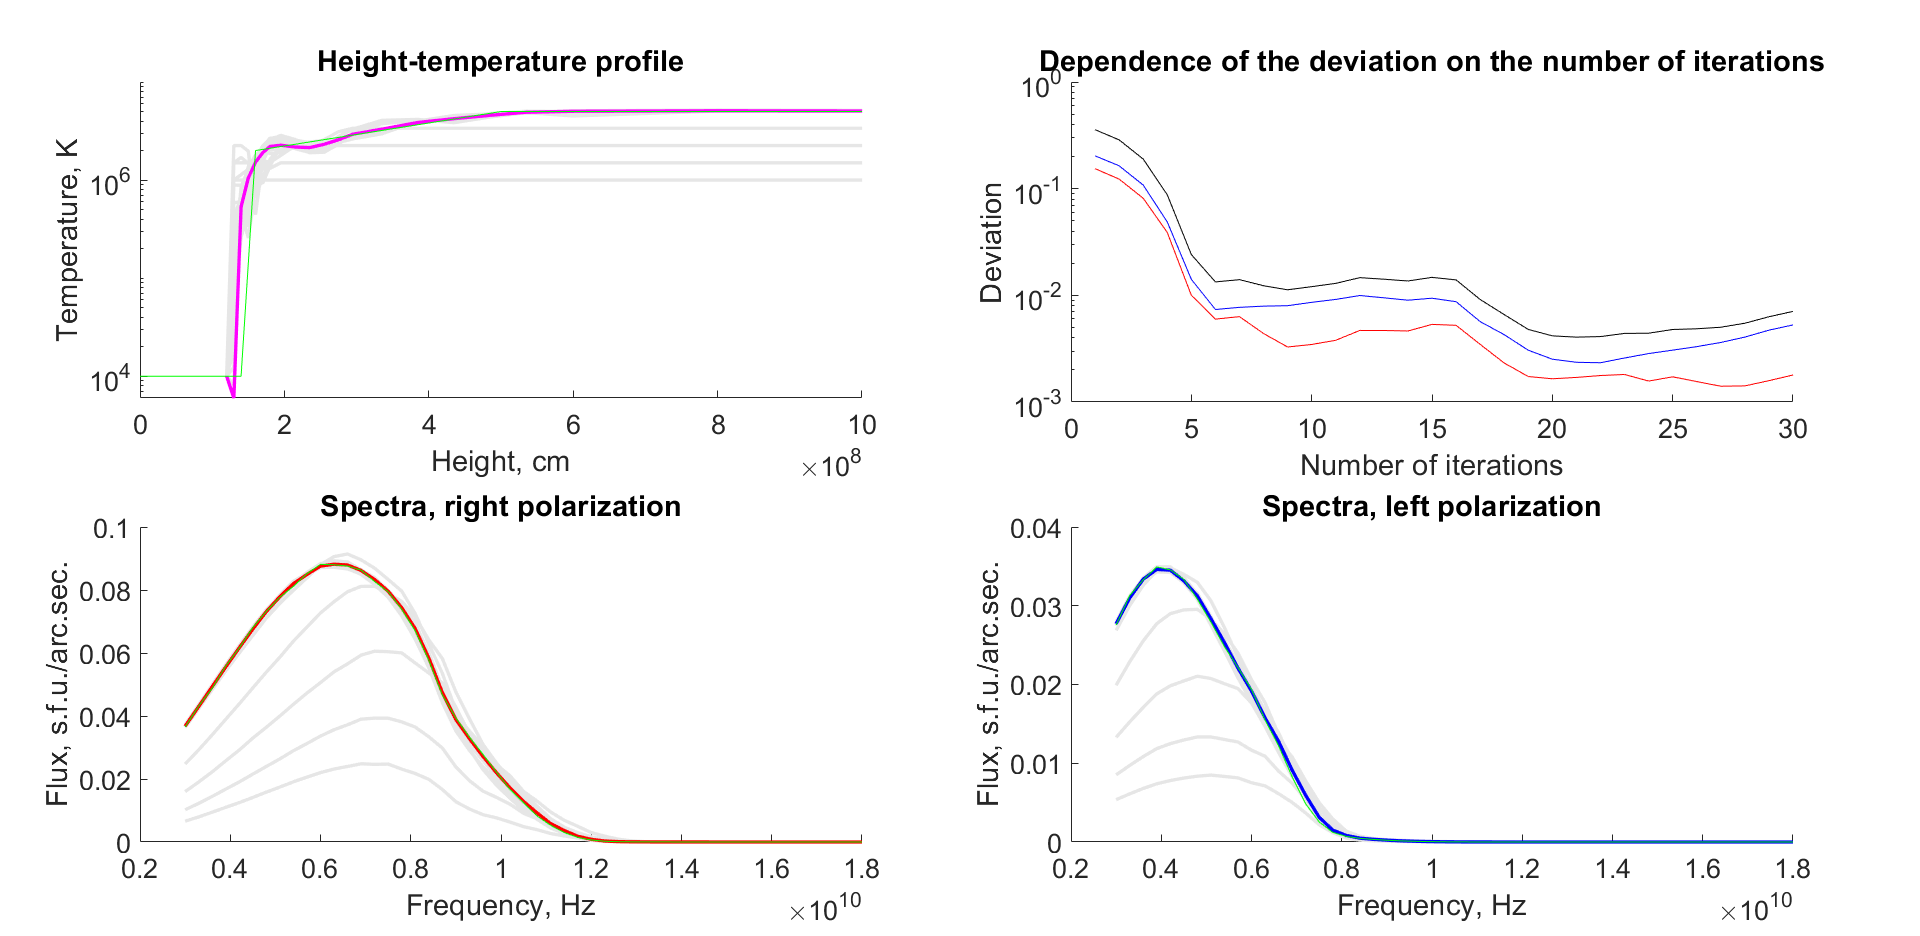 Height-temperature profile
Temperature, K
10^6
10^4
0 2 4 6 8 10
×10^8
Height, cm
Dependence of the deviation on the number of iterations
Deviation
10^0
10^-1
10^-2
10^-3
0 5 10 15 20 25 30
Number of iterations
Spectra, right polarization
Flux, s.f.u./arc.sec.
0.1
0.08
0.06
0.04
0.02
0
0.2 0.4 0.6 0.8 1 1.2 1.4 1.6 1.8
×10^10
Frequency, Hz
Spectra, left polarization
Flux, s.f.u./arc.sec.
0.04
0.03
0.02
0.01
0
0.2 0.4 0.6 0.8 1 1.2 1.4 1.6 1.8
×10^10
Frequency, Hz